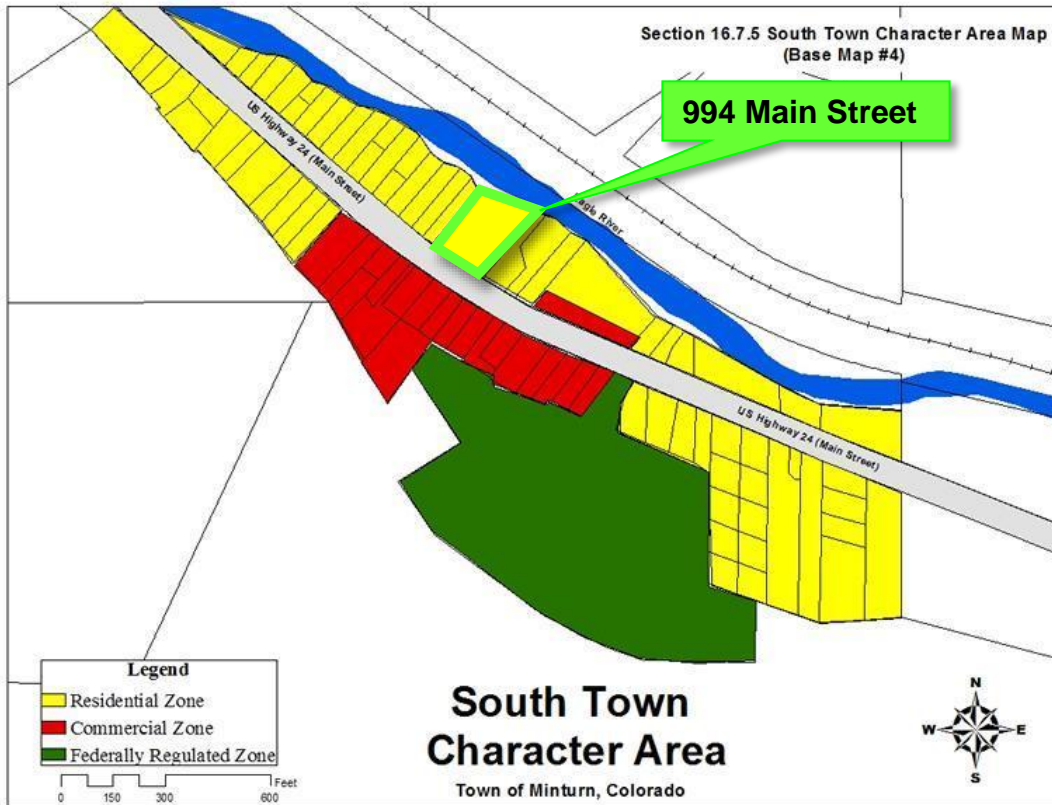 Section 16.7.5 South Town Character Area Map
(Base Map #4)
994 Main Street
US Highway 24 (Main Street)
agle River
US Highway 24 (Main Street)
Legend
Residential Zone
Commercial Zone
Federally Regulated Zone
Feet
0 150 300 600
South Town
Character Area
Town of Minturn, Colorado
N
W E
S